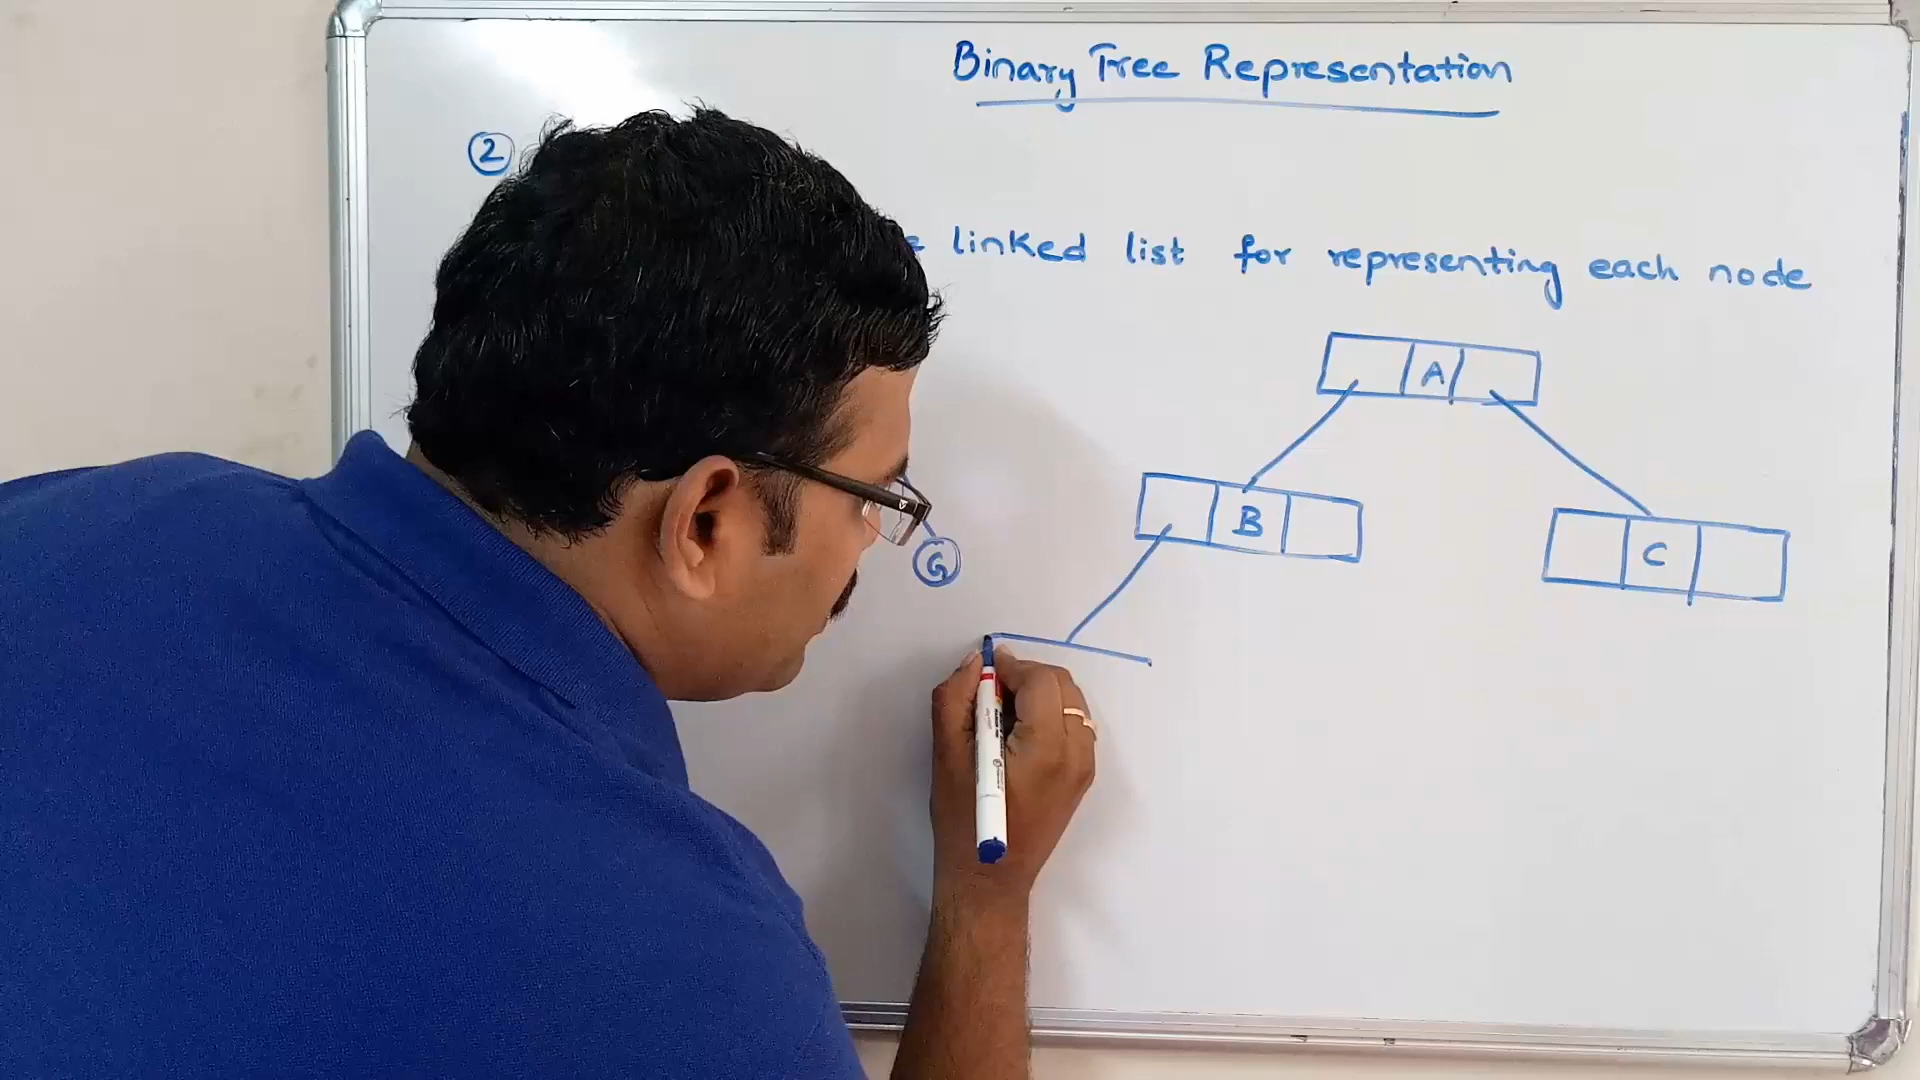 Binary Tree Representation
2
linked list for representing each node
A
B
C
G